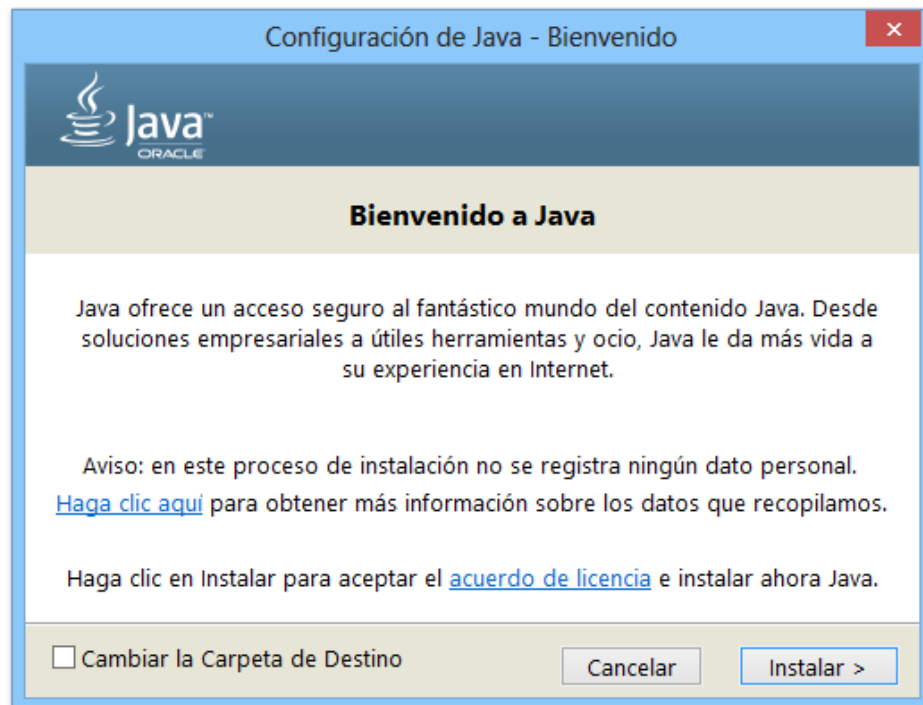 Configuración de Java - Bienvenido
Java™
ORACLE
Bienvenido a Java
Java ofrece un acceso seguro al fantástico mundo del contenido Java. Desde
soluciones empresariales a útiles herramientas y ocio, Java le da más vida a
su experiencia en Internet.
Aviso: en este proceso de instalación no se registra ningún dato personal.
Haga clic aquí para obtener más información sobre los datos que recopilamos.
Haga clic en Instalar para aceptar el acuerdo de licencia e instalar ahora Java.
Cambiar la Carpeta de Destino
Cancelar
Instalar >